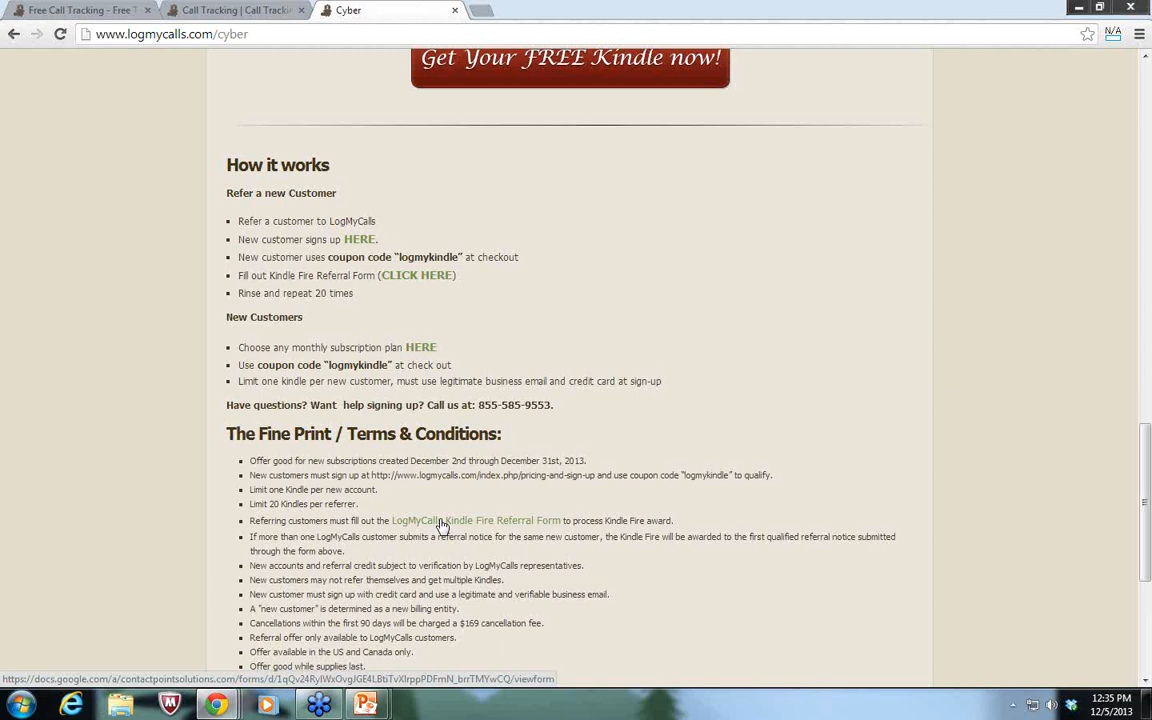 Free Call Tracking - Free T
Call Tracking | Call Tracki
Cyber
www.logmycalls.com/cyber
N/A
Get Your FREE Kindle now!
How it works
Refer a new Customer
Refer a customer to LogMyCalls
New customer signs up HERE.
New customer uses coupon code "logmykindle" at checkout
Fill out Kindle Fire Referral Form (CLICK HERE)
Rinse and repeat 20 times
New Customers
Choose any monthly subscription plan HERE
Use coupon code "logmykindle" at check out
Limit one kindle per new customer, must use legitimate business email and credit card at sign-up
Have questions? Want help signing up? Call us at: 855-585-9553.
The Fine Print / Terms & Conditions:
Offer good for new subscriptions created December 2nd through December 31st, 2013.
New customers must sign up at http://www.logmycalls.com/index.php/pricing-and-sign-up and use coupon code "logmykindle" to qualify.
Limit one Kindle per new account.
Limit 20 Kindles per referrer.
Referring customers must fill out the LogMyCalls Kindle Fire Referral Form to process Kindle Fire award.
If more than one LogMyCalls customer submits a referral notice for the same new customer, the Kindle Fire will be awarded to the first qualified referral notice submitted
through the form above.
New accounts and referral credit subject to verification by LogMyCalls representatives.
New customers may not refer themselves and get multiple Kindles.
New customer must sign up with credit card and use a legitimate and verifiable business email.
A "new customer" is determined as a new billing entity.
Cancellations within the first 90 days will be charged a $169 cancellation fee.
Referral offer only available to LogMyCalls customers.
Offer available in the US and Canada only.
Offer good while supplies last.
https://docs.google.com/a/contactpointsolutions.com/forms/d/1qQv24RyIWxOvgJGE4LBtiTvXIrppPDFmN_brrTMYwCQ/viewform
12:35 PM
12/5/2013